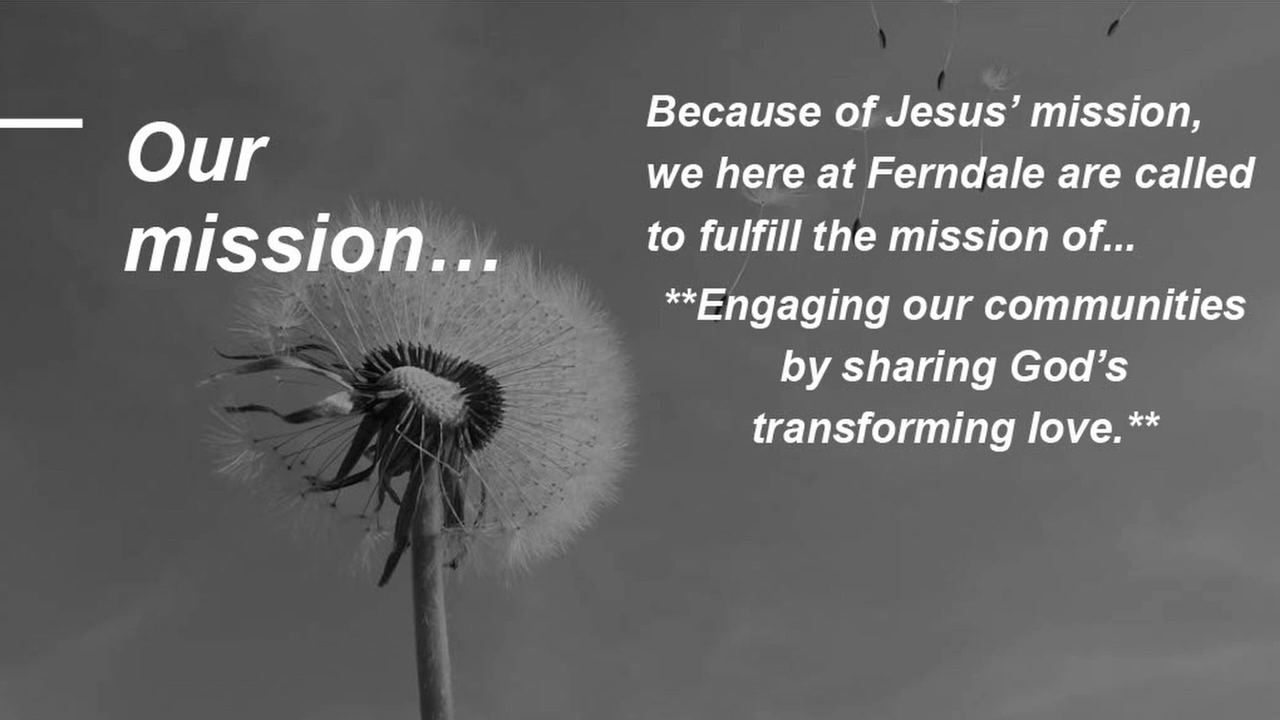 Our
mission…
Because of Jesus’ mission,
we here at Ferndale are called
to fulfill the mission of...
**Engaging our communities
by sharing God’s
transforming love.**